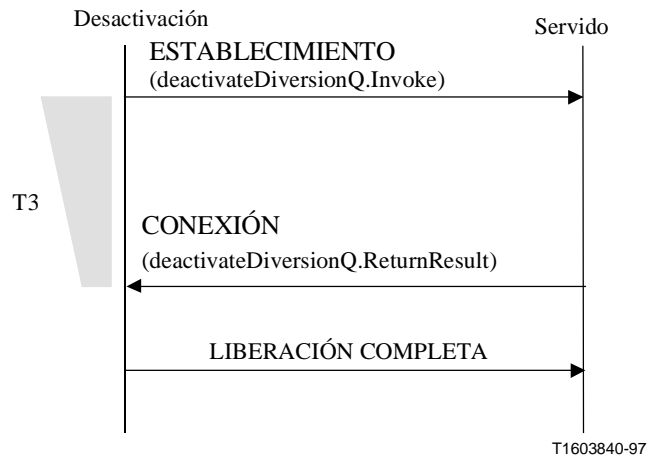 Desactivación
Servido
ESTABLECIMIENTO
(deactivateDiversionQ.Invoke)
T3
CONEXIÓN
(deactivateDiversionQ.ReturnResult)
LIBERACIÓN COMPLETA
T1603840-97